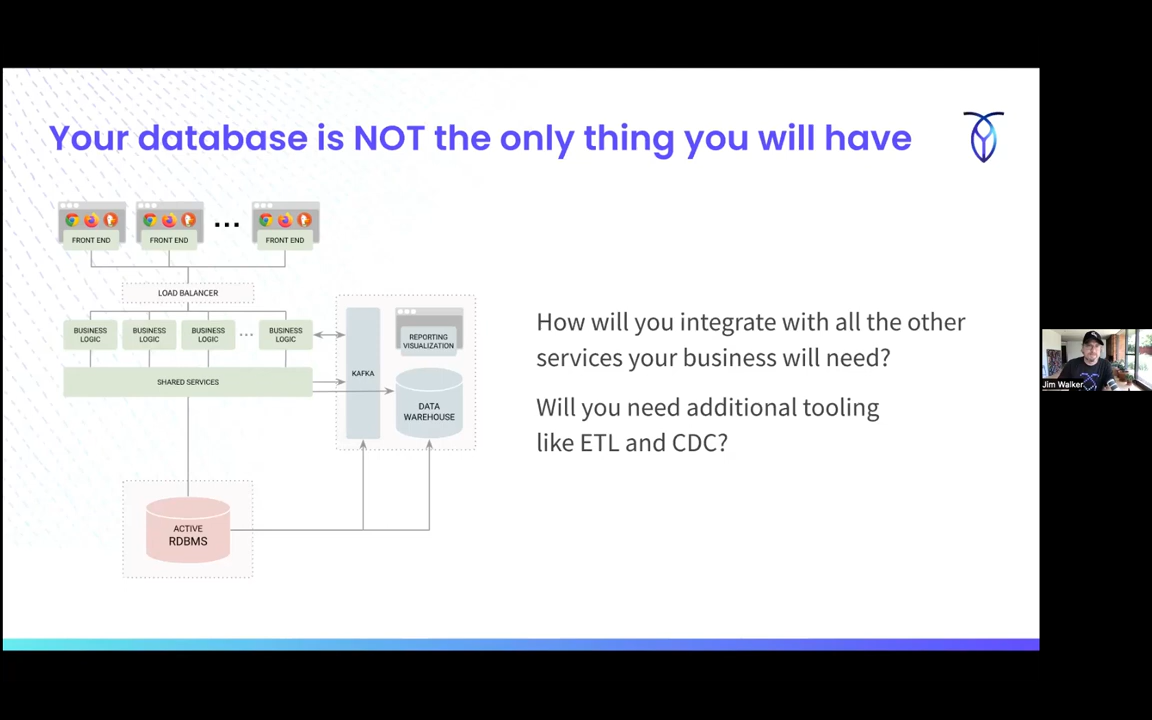 Your database is NOT the only thing you will have
FRONT END
FRONT END
...
FRONT END
LOAD BALANCER
BUSINESS
LOGIC
BUSINESS
LOGIC
BUSINESS
LOGIC
...
BUSINESS
LOGIC
SHARED SERVICES
KAFKA
REPORTING
VISUALIZATION
DATA
WAREHOUSE
ACTIVE
RDBMS
How will you integrate with all the other
services your business will need?
Will you need additional tooling
like ETL and CDC?
Jim Walker